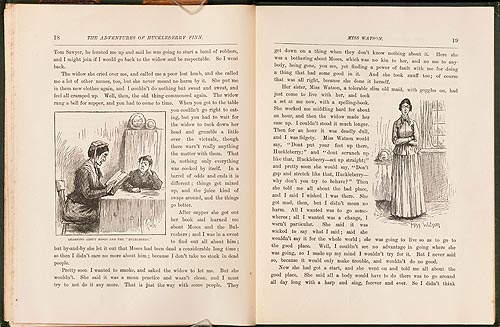 18
THE ADVENTURES OF HUCKLEBERRY FINN.
Tom Sawyer, he hunted me up and said he was going to start a band of robbers,
and I might join if I would go back to the widow and be respectable. So I went
back.
The widow she cried over me, and called me a poor lost lamb, and she called
me a lot of other names, too, but she never meant no harm by it. She put me
in them new clothes again, and I couldn't do nothing but sweat and sweat, and
feel all cramped up. Well, then, the old thing commenced again. The widow
rung a bell for supper, and you had to come to time. When you got to the table
you couldn't go right to eat-
ing, but you had to wait for
the widow to tuck down her
head and grumble a little
over the victuals, though
there warn't really anything
the matter with them. That
is, nothing only everything
was cooked by itself. In a
barrel of odds and ends it is
different; things get mixed
up, and the juice kind of
swaps around, and the things
go better.
After supper she got out
her book and learned me
about Moses and the Bul-
rushers; and I was in a sweat
to find out all about him;
LEARNING ABOUT MOSES AND THE "BULRUSHERS."
but by-and-by she let it out that Moses had been dead a considerable long time;
so then I didn't care no more about him; because I don't take no stock in dead
people.
Pretty soon I wanted to smoke, and asked the widow to let me. But she
wouldn't. She said it was a mean practice and wasn't clean, and I must
try to not do it any more. That is just the way with some people. They
MISS WATSON.
19
get down on a thing when they don't know nothing about it. Here she
was a bothering about Moses, which was no kin to her, and no use to any-
body, being gone, you see, yet finding a power of fault with me for doing
a thing that had some good in it. And she took snuff too; of course
that was all right, because she done it herself.
Her sister, Miss Watson, a tolerable slim old maid, with goggles on, had
just come to live with her, and took
a set at me now, with a spelling-book.
She worked me middling hard for about
an hour, and then the widow made her
ease up. I couldn't stood it much longer.
Then for an hour it was deadly dull,
and I was fidgety. Miss Watson would
say, "Dont put your feet up there,
Huckleberry;" and "dont scrunch up
like that, Huckleberry—set up straight;"
and pretty soon she would say, "Don't
gap and stretch like that, Huckleberry—
why don't you try to behave?" Then
she told me all about the bad place,
and I said I wished I was there. She
got mad, then, but I didn't mean no
harm. All I wanted was to go some-
wheres; all I wanted was a change, I
warn't particular. She said it was
wicked to say what I said; said she
Miss Watson
wouldn't say it for the whole world; she was going to live so as to go to
the good place. Well, I couldn't see no advantage in going where she
was going, so I made up my mind I wouldn't try for it. But I never said
so, because it would only make trouble, and wouldn't do no good.
Now she had got a start, and she went on and told me all about the
good place. She said all a body would have to do there was to go around
all day long with a harp and sing, forever and ever. So I didn't think